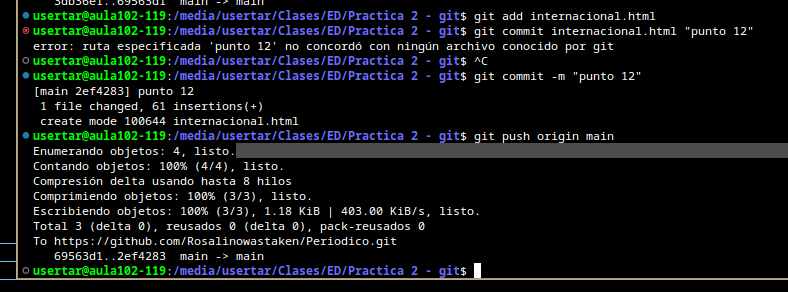 3db36e1..69563d1  main -> main
usertar@aula102-119:/media/usertar/Clases/ED/Practica 2 - git$ git add internacional.html
usertar@aula102-119:/media/usertar/Clases/ED/Practica 2 - git$ git commit internacional.html "punto 12"
error: ruta especificada 'punto 12' no concordó con ningún archivo conocido por git
usertar@aula102-119:/media/usertar/Clases/ED/Practica 2 - git$ ^C
usertar@aula102-119:/media/usertar/Clases/ED/Practica 2 - git$ git commit -m "punto 12"
[main 2ef4283] punto 12
 1 file changed, 61 insertions(+)
 create mode 100644 internacional.html
usertar@aula102-119:/media/usertar/Clases/ED/Practica 2 - git$ git push origin main
Enumerando objetos: 4, listo.
Contando objetos: 100% (4/4), listo.
Compresión delta usando hasta 8 hilos
Comprimiendo objetos: 100% (3/3), listo.
Escribiendo objetos: 100% (3/3), 1.18 KiB | 403.00 KiB/s, listo.
Total 3 (delta 0), reusados 0 (delta 0), pack-reusados 0
To https://github.com/Rosalinowastaken/Periodico.git
   69563d1..2ef4283  main -> main
usertar@aula102-119:/media/usertar/Clases/ED/Practica 2 - git$